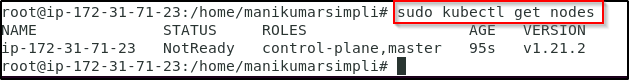 root@ip-172-31-71-23:/home/manikumarsimpli# sudo kubectl get nodes
NAME STATUS ROLES AGE VERSION
ip-172-31-71-23 NotReady control-plane,master 95s v1.21.2
root@ip-172-31-71-23:/home/manikumarsimpli#